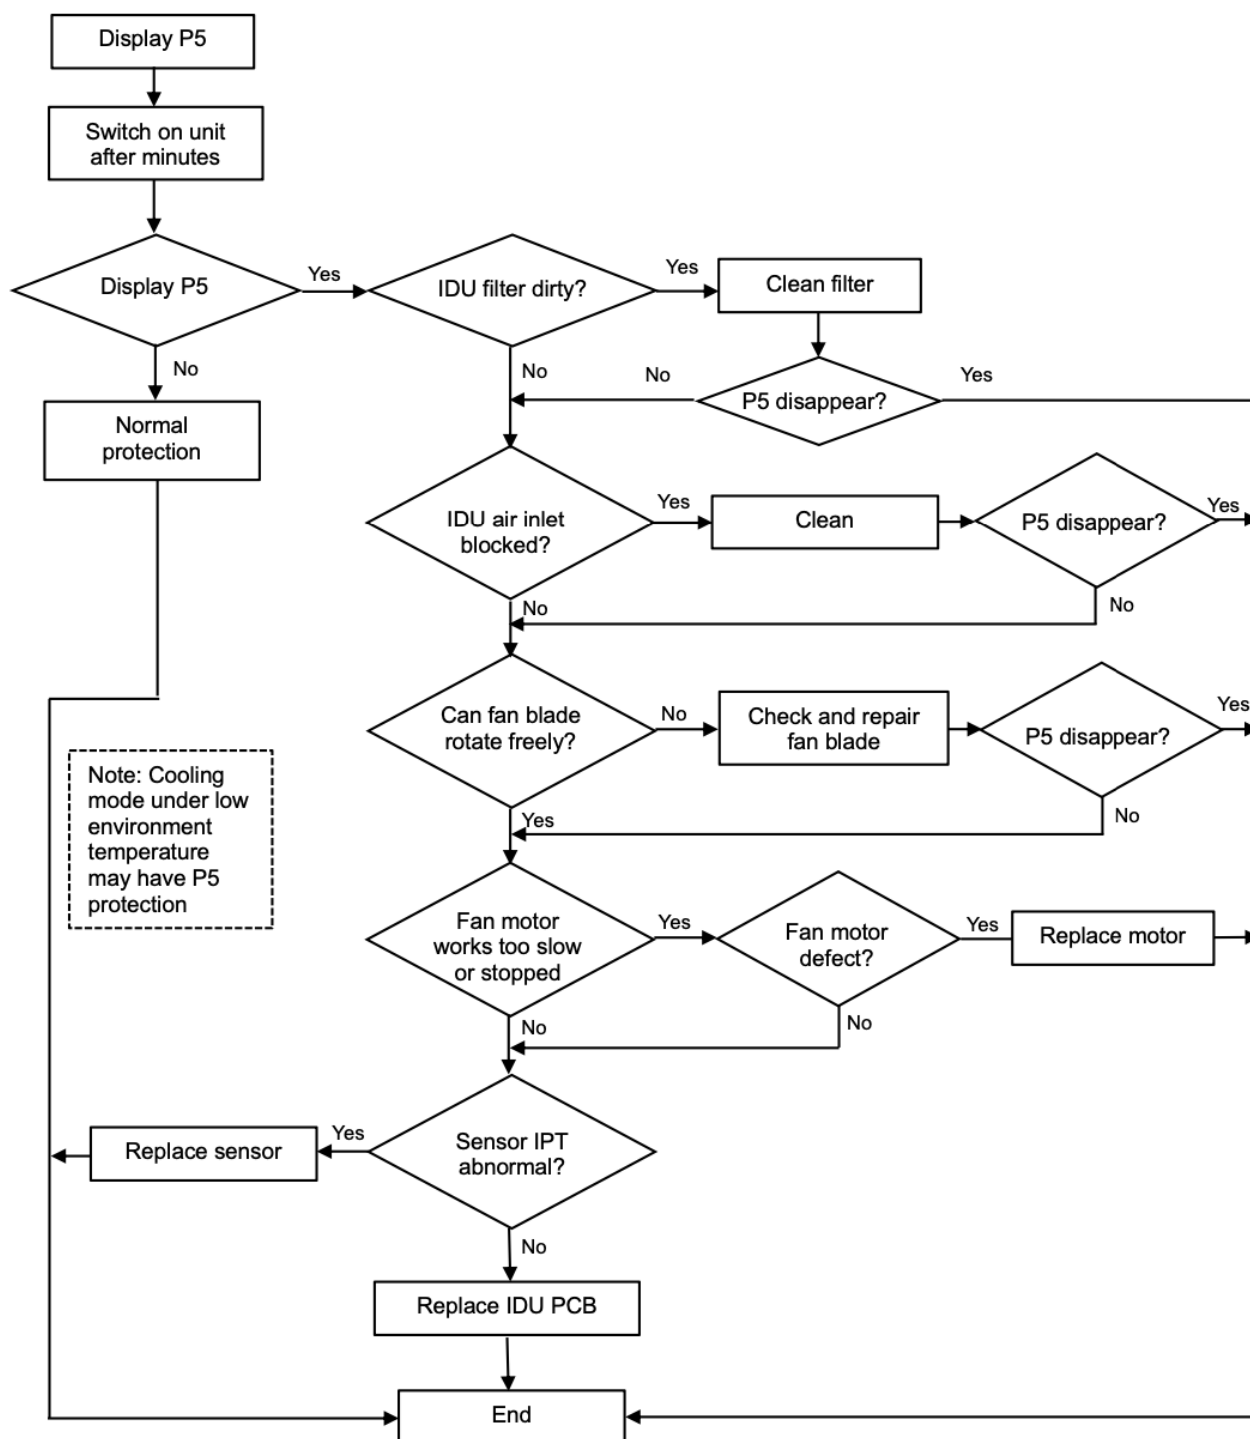 Display P5
Switch on unit
after minutes
Display P5
Yes
IDU filter dirty?
Yes
Clean filter
No
Normal
protection
No
No
P5 disappear?
Yes
IDU air inlet
blocked?
Yes
Clean
P5 disappear?
Yes
No
No
Can fan blade
rotate freely?
No
Check and repair
fan blade
P5 disappear?
Yes
Yes
No
Note: Cooling
mode under low
environment
temperature
may have P5
protection
Fan motor
works too slow
or stopped
Yes
Fan motor
defect?
Yes
Replace motor
No
No
Sensor IPT
abnormal?
Yes
Replace sensor
No
Replace IDU PCB
End